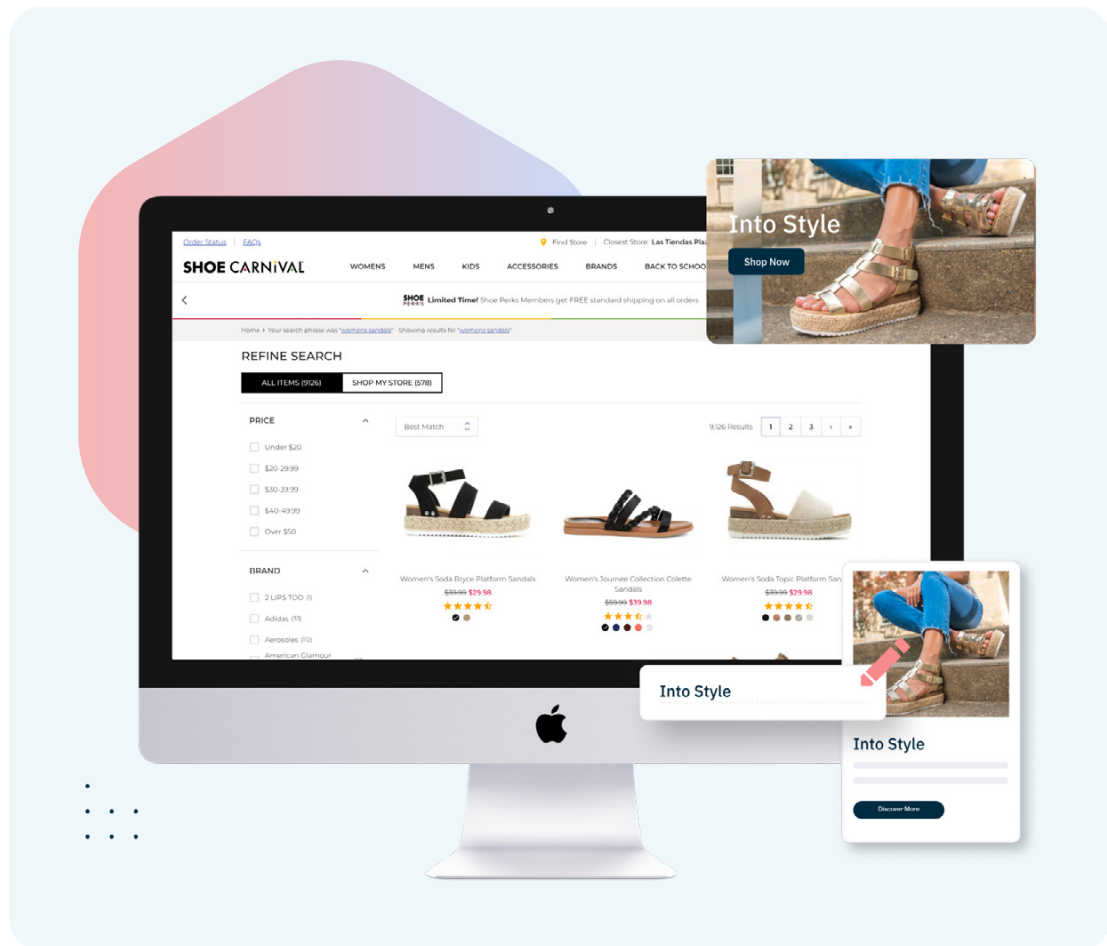 Order Status | FAQs
Find Store | Closest Store: Las Tiendas Plaz
SHOE CARNIVAL
WOMENS MENS KIDS ACCESSORIES BRANDS BACK TO SCHOO
SHOE PERKS Limited Time! Shoe Perks Members get FREE standard shipping on all orders
Home > Your search phrase was "womens sandals" Showing results for "womens sandals"
REFINE SEARCH
ALL ITEMS (9126) SHOP MY STORE (578)
PRICE
Under $20
$20-29.99
$30-39.99
$40-49.99
Over $50
BRAND
2 LIPS TOO (1)
Adidas (33)
Aerosoles (112)
American Glamour
Best Match
9,126 Results 1 2 3 › »
Women's Soda Bryce Platform Sandals
$39.99 $29.98
Women's Journee Collection Colette
Sandals
$59.99 $39.98
Women's Soda Topic Platform San
$39.99 $29.98
Into Style
Shop Now
Into Style
Into Style
Discover More